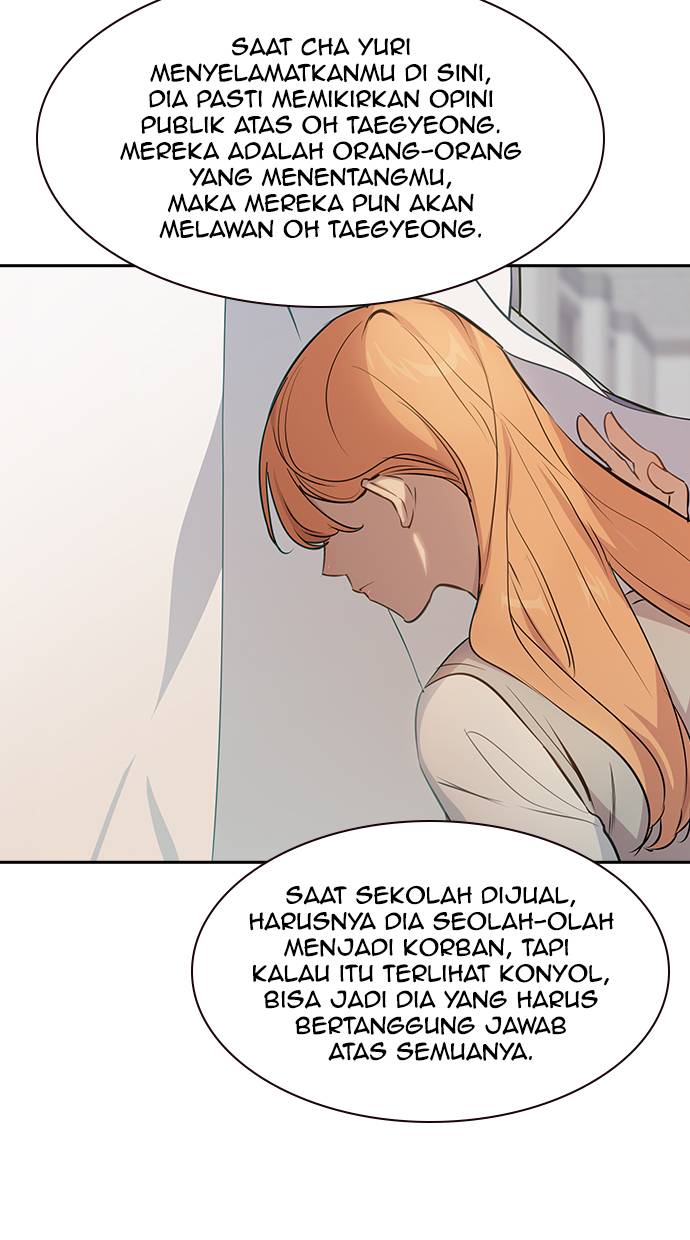 SAAT CHA YURI
MENYELAMATKANMU DI SINI,
DIA PASTI MEMIKIRKAN OPINI
PUBLIK ATAS OH TAEGYEONG.
MEREKA ADALAH ORANG-ORANG
YANG MENENTANGMU,
MAKA MEREKA PUN AKAN
MELAWAN OH TAEGYEONG.
SAAT SEKOLAH DIJUAL,
HARUSNYA DIA SEOLAH-OLAH
MENJADI KORBAN, TAPI
KALAU ITU TERLIHAT KONYOL,
BISA JADI DIA YANG HARUS
BERTANGGUNG JAWAB
ATAS SEMUANYA.